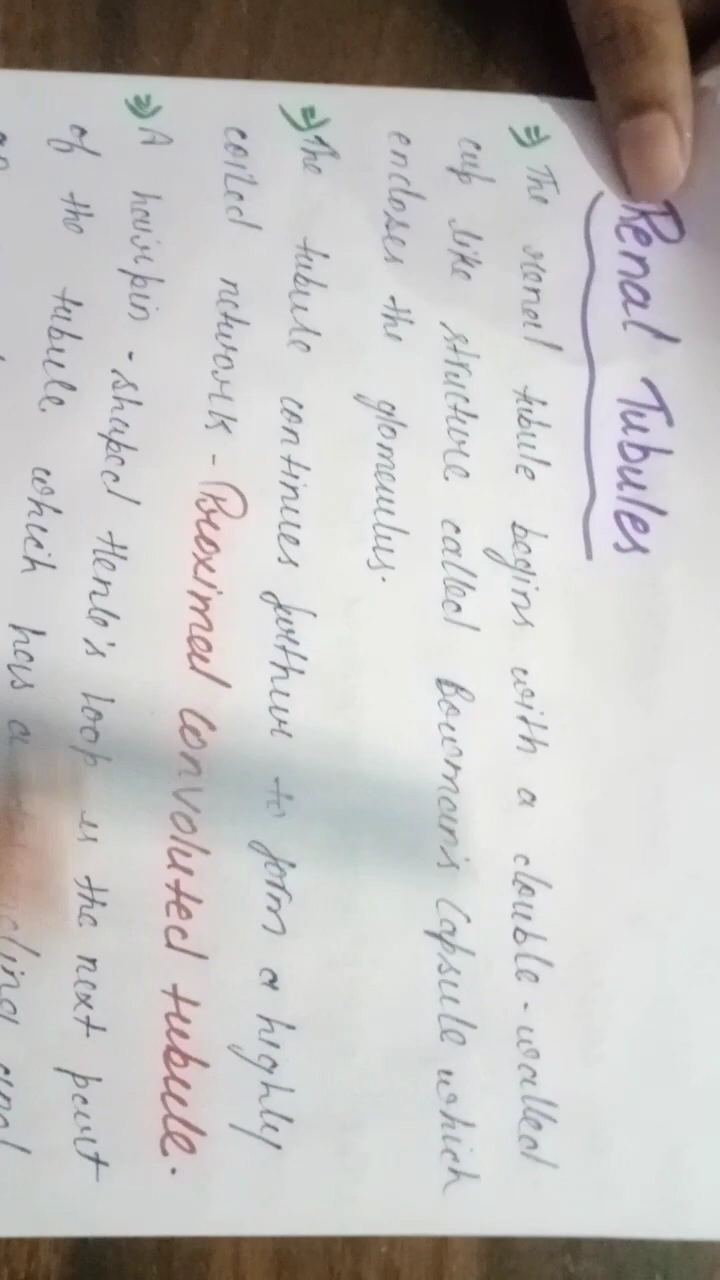 Renal Tubules
⇒ The renal tubule begins with a double-walled
cup like structure called Bowman's Capsule which
encloses the glomerulus.
⇒ The tubule continues further to form a highly
coiled network - Proximal convoluted tubule.
⇒ A hairpin-shaped Henle's loop is the next part
of the tubule which has a